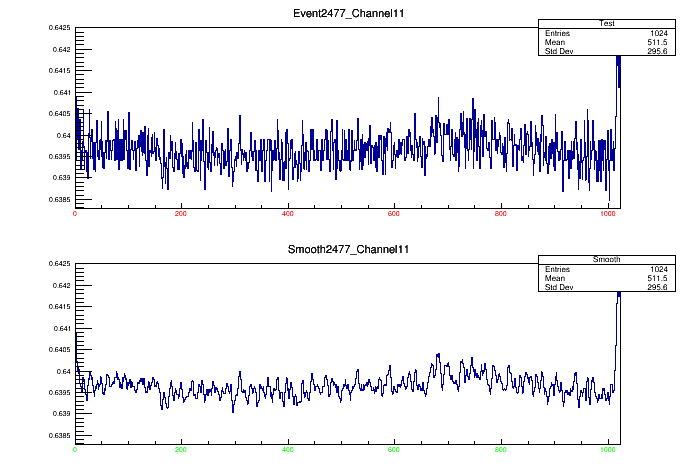 Event2477_Channel11
Test
Entries 1024
Mean 511.5
Std Dev 295.6
0.6425
0.642
0.6415
0.641
0.6405
0.64
0.6395
0.639
0.6385
0 200 400 600 800 1000
Smooth2477_Channel11
Smooth
Entries 1024
Mean 511.5
Std Dev 295.6
0.6425
0.642
0.6415
0.641
0.6405
0.64
0.6395
0.639
0.6385
0 200 400 600 800 1000